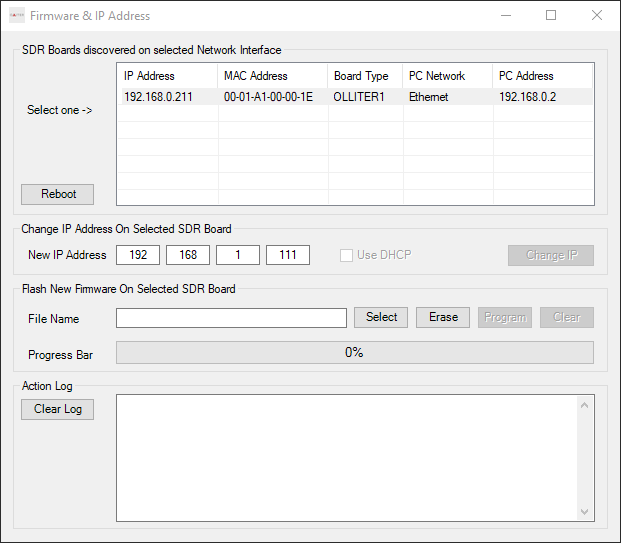 Firmware & IP Address
SDR Boards discovered on selected Network Interface
IP Address MAC Address Board Type PC Network PC Address
192.168.0.211 00-01-A1-00-00-1E OLLITER1 Ethernet 192.168.0.2
Select one ->
Reboot
Change IP Address On Selected SDR Board
New IP Address 192 168 1 111 Use DHCP Change IP
Flash New Firmware On Selected SDR Board
File Name Select Erase Program Clear
Progress Bar 0%
Action Log
Clear Log